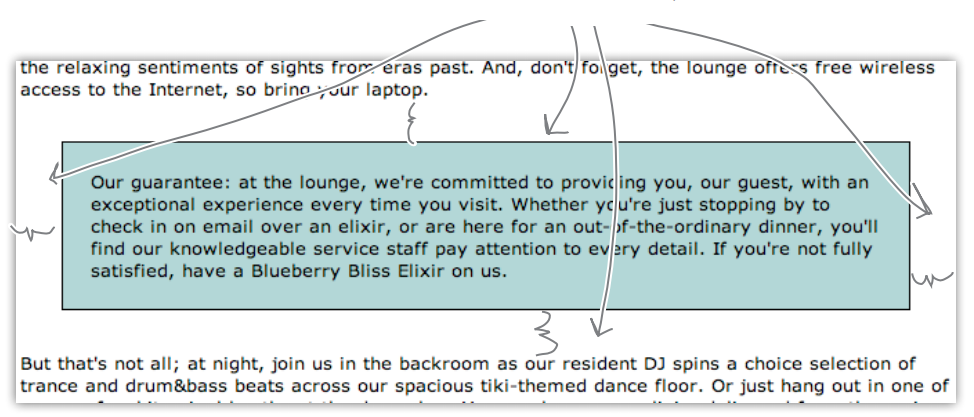 the relaxing sentiments of sights from eras past. And, don't forget, the lounge offers free wireless
access to the Internet, so bring your laptop.
Our guarantee: at the lounge, we're committed to providing you, our guest, with an
exceptional experience every time you visit. Whether you're just stopping by to
check in on email over an elixir, or are here for an out-of-the-ordinary dinner, you'll
find our knowledgeable service staff pay attention to every detail. If you're not fully
satisfied, have a Blueberry Bliss Elixir on us.
But that's not all; at night, join us in the backroom as our resident DJ spins a choice selection of
trance and drum&bass beats across our spacious tiki-themed dance floor. Or just hang out in one of